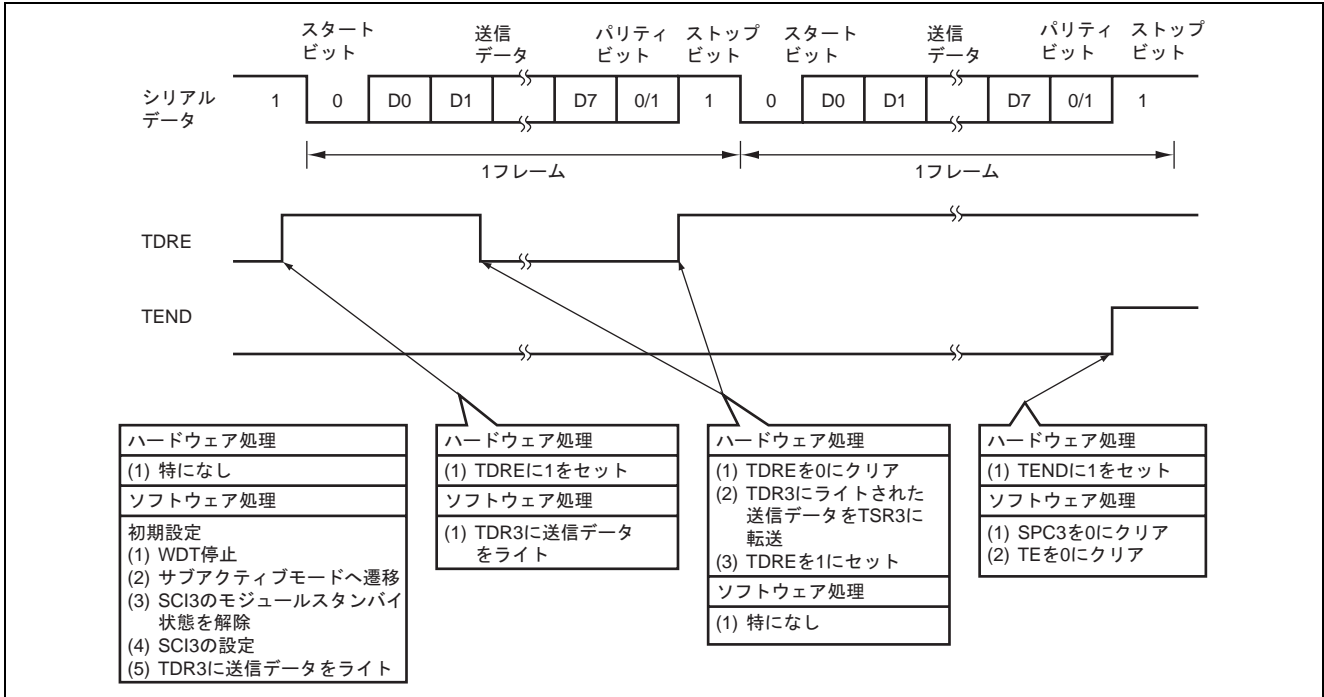 スタート
ビット
送信
データ
パリティ
ビット
ストップ
ビット
スタート
ビット
送信
データ
パリティ
ビット
ストップ
ビット
シリアル
データ
1
0
D0
D1
D7
0/1
1
0
D0
D1
D7
0/1
1
1フレーム
1フレーム
TDRE
TEND
ハードウェア処理
(1) 特になし
ソフトウェア処理
初期設定
(1) WDT停止
(2) サブアクティブモードへ遷移
(3) SCI3のモジュールスタンバイ
状態を解除
(4) SCI3の設定
(5) TDR3に送信データをライト
ハードウェア処理
(1) TDREに1をセット
ソフトウェア処理
(1) TDR3に送信データ
をライト
ハードウェア処理
(1) TDREを0にクリア
(2) TDR3にライトされた
送信データをTSR3に
転送
(3) TDREを1にセット
ソフトウェア処理
(1) 特になし
ハードウェア処理
(1) TENDに1をセット
ソフトウェア処理
(1) SPC3を0にクリア
(2) TEを0にクリア